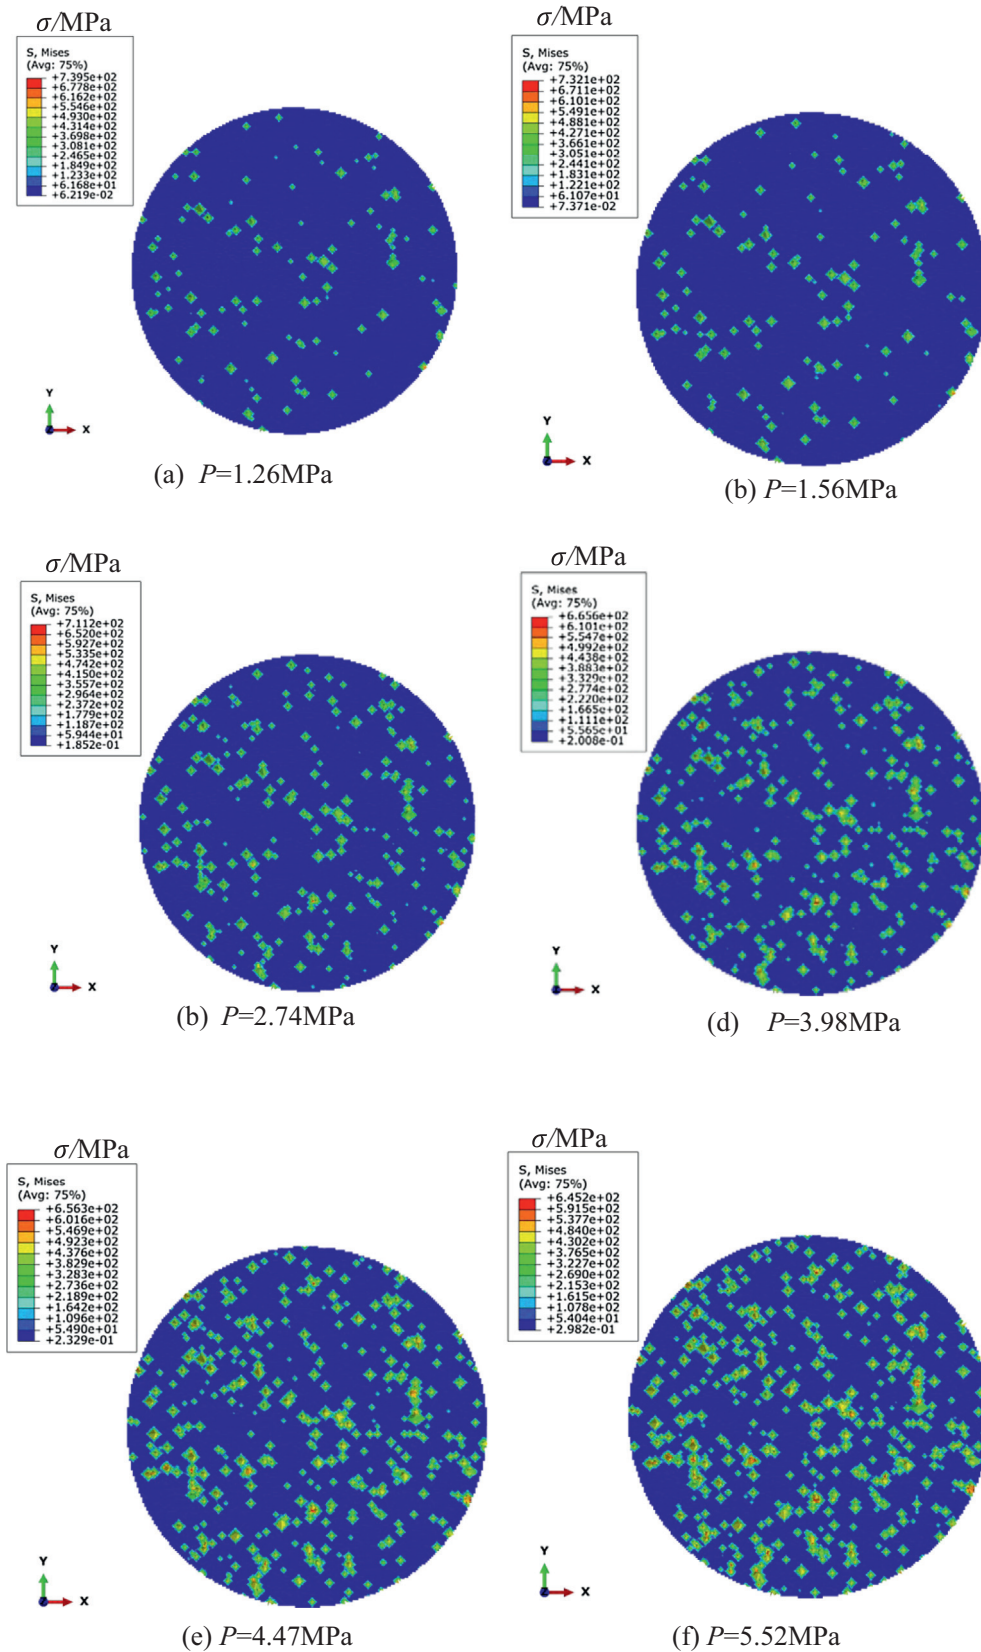 σ/MPa
S, Mises
(Avg: 75%)
+7.395e+02
+6.778e+02
+6.162e+02
+5.546e+02
+4.930e+02
+4.314e+02
+3.698e+02
+3.081e+02
+2.465e+02
+1.849e+02
+1.233e+02
+6.168e+01
+6.219e-02
Y
X
Z
(a) P=1.26MPa
σ/MPa
S, Mises
(Avg: 75%)
+7.321e+02
+6.711e+02
+6.101e+02
+5.491e+02
+4.881e+02
+4.271e+02
+3.661e+02
+3.051e+02
+2.441e+02
+1.831e+02
+1.221e+02
+6.107e+01
+7.371e-02
Y
X
Z
(b) P=1.56MPa
σ/MPa
S, Mises
(Avg: 75%)
+7.112e+02
+6.520e+02
+5.927e+02
+5.335e+02
+4.742e+02
+4.150e+02
+3.557e+02
+2.964e+02
+2.372e+02
+1.779e+02
+1.187e+02
+5.944e+01
+1.852e-01
Y
X
Z
(b) P=2.74MPa
σ/MPa
S, Mises
(Avg: 75%)
+6.656e+02
+6.101e+02
+5.547e+02
+4.992e+02
+4.438e+02
+3.883e+02
+3.329e+02
+2.774e+02
+2.220e+02
+1.665e+02
+1.111e+02
+5.565e+01
+2.008e-01
Y
X
Z
(d) P=3.98MPa
σ/MPa
S, Mises
(Avg: 75%)
+6.563e+02
+6.016e+02
+5.469e+02
+4.923e+02
+4.376e+02
+3.829e+02
+3.283e+02
+2.736e+02
+2.189e+02
+1.642e+02
+1.096e+02
+5.490e+01
+2.329e-01
Y
X
Z
(e) P=4.47MPa
σ/MPa
S, Mises
(Avg: 75%)
+6.452e+02
+5.915e+02
+5.377e+02
+4.840e+02
+4.302e+02
+3.765e+02
+3.227e+02
+2.690e+02
+2.153e+02
+1.615e+02
+1.078e+02
+5.404e+01
+2.982e-01
Y
X
Z
(f) P=5.52MPa